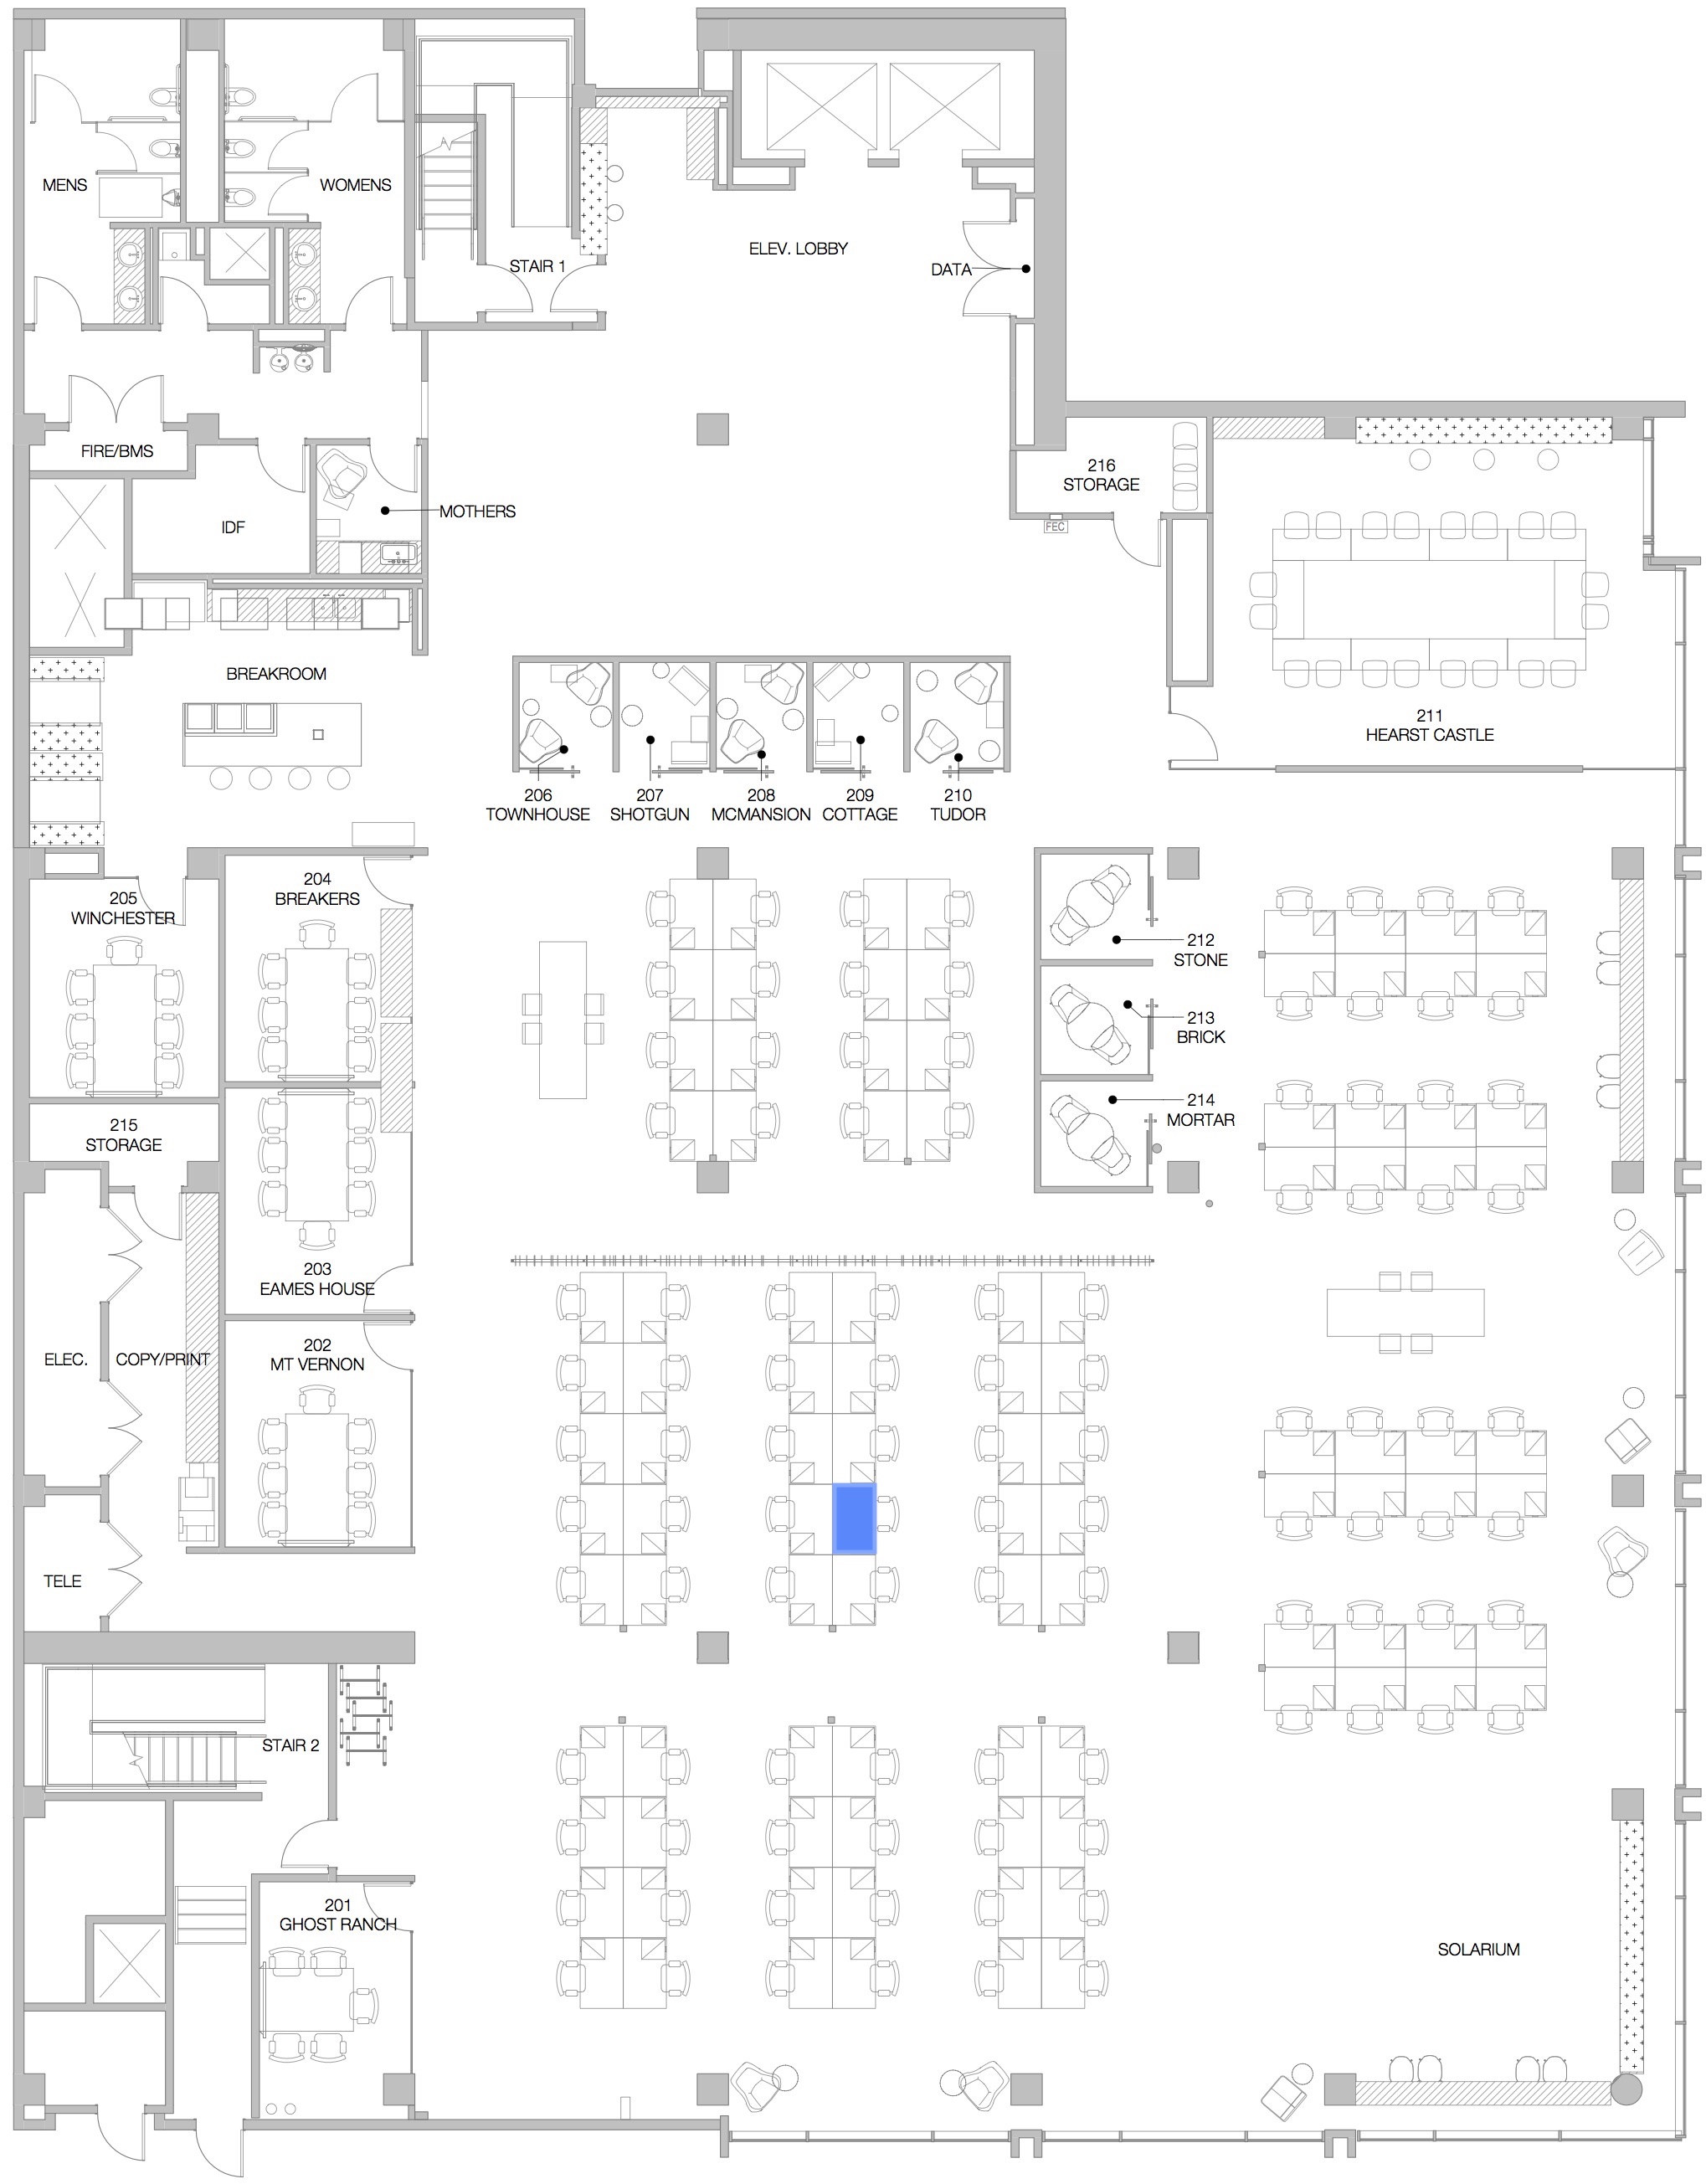 MENS
WOMENS
STAIR 1
ELEV. LOBBY
DATA
FIRE/BMS
IDF
MOTHERS
216
STORAGE
FEC
BREAKROOM
211
HEARST CASTLE
206
TOWNHOUSE
207
SHOTGUN
208
MCMANSION
209
COTTAGE
210
TUDOR
205
WINCHESTER
204
BREAKERS
212
STONE
213
BRICK
214
MORTAR
215
STORAGE
203
EAMES HOUSE
202
MT VERNON
ELEC.
COPY/PRINT
TELE
STAIR 2
201
GHOST RANCH
SOLARIUM